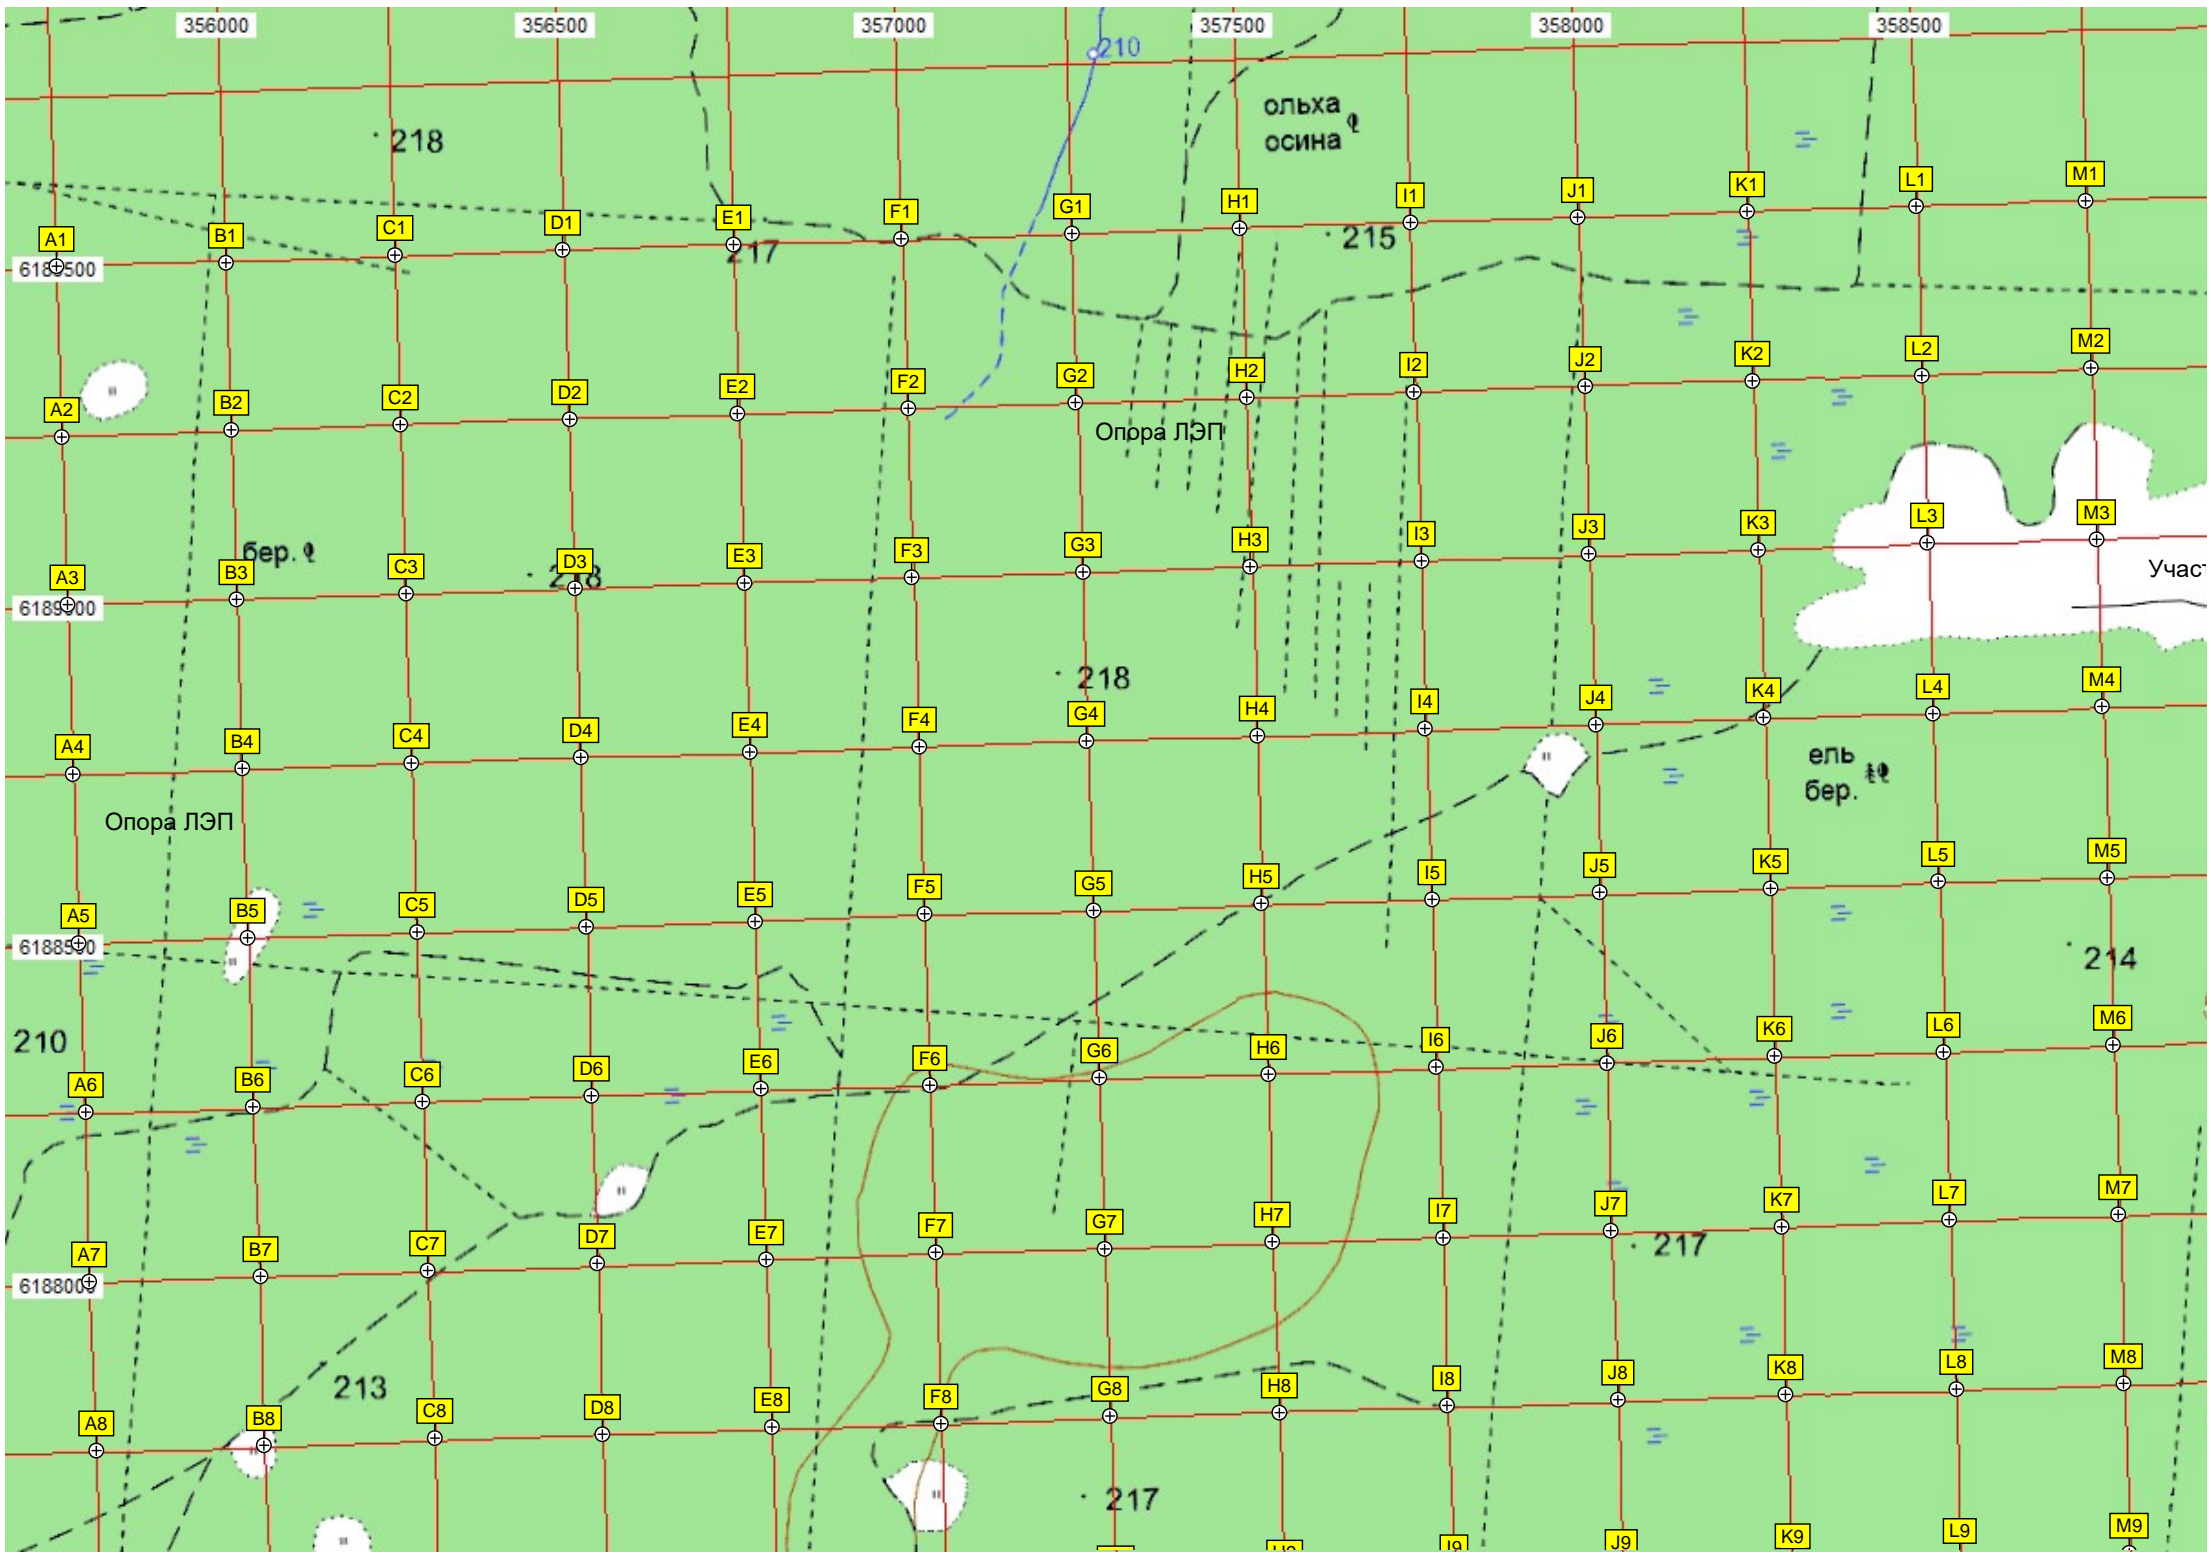 356000 356500 357000 357500 358000 358500
210
ольха
осина
218
A1 B1 C1 D1 E1 F1 G1 H1 I1 J1 K1 L1 M1
217
215
A2 B2 C2 D2 E2 F2 G2 H2 I2 J2 K2 L2 M2
Опора ЛЭП
A3 B3 C3 D3 E3 F3 G3 H3 I3 J3 K3 L3 M3
бер.
218
A4 B4 C4 D4 E4 F4 G4 H4 I4 J4 K4 L4 M4
ель
бер.
Опора ЛЭП
A5 B5 C5 D5 E5 F5 G5 H5 I5 J5 K5 L5 M5
214
210
A6 B6 C6 D6 E6 F6 G6 H6 I6 J6 K6 L6 M6
A7 B7 C7 D7 E7 F7 G7 H7 I7 J7 K7 L7 M7
217
213
A8 B8 C8 D8 E8 F8 G8 H8 I8 J8 K8 L8 M8
217
J9 K9 L9 M9